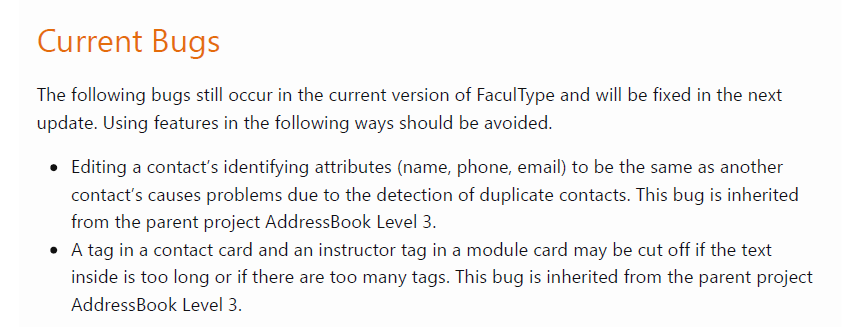 Current Bugs
The following bugs still occur in the current version of FaculType and will be fixed in the next
update. Using features in the following ways should be avoided.
• Editing a contact's identifying attributes (name, phone, email) to be the same as another
contact's causes problems due to the detection of duplicate contacts. This bug is inherited
from the parent project AddressBook Level 3.
• A tag in a contact card and an instructor tag in a module card may be cut off if the text
inside is too long or if there are too many tags. This bug is inherited from the parent project
AddressBook Level 3.